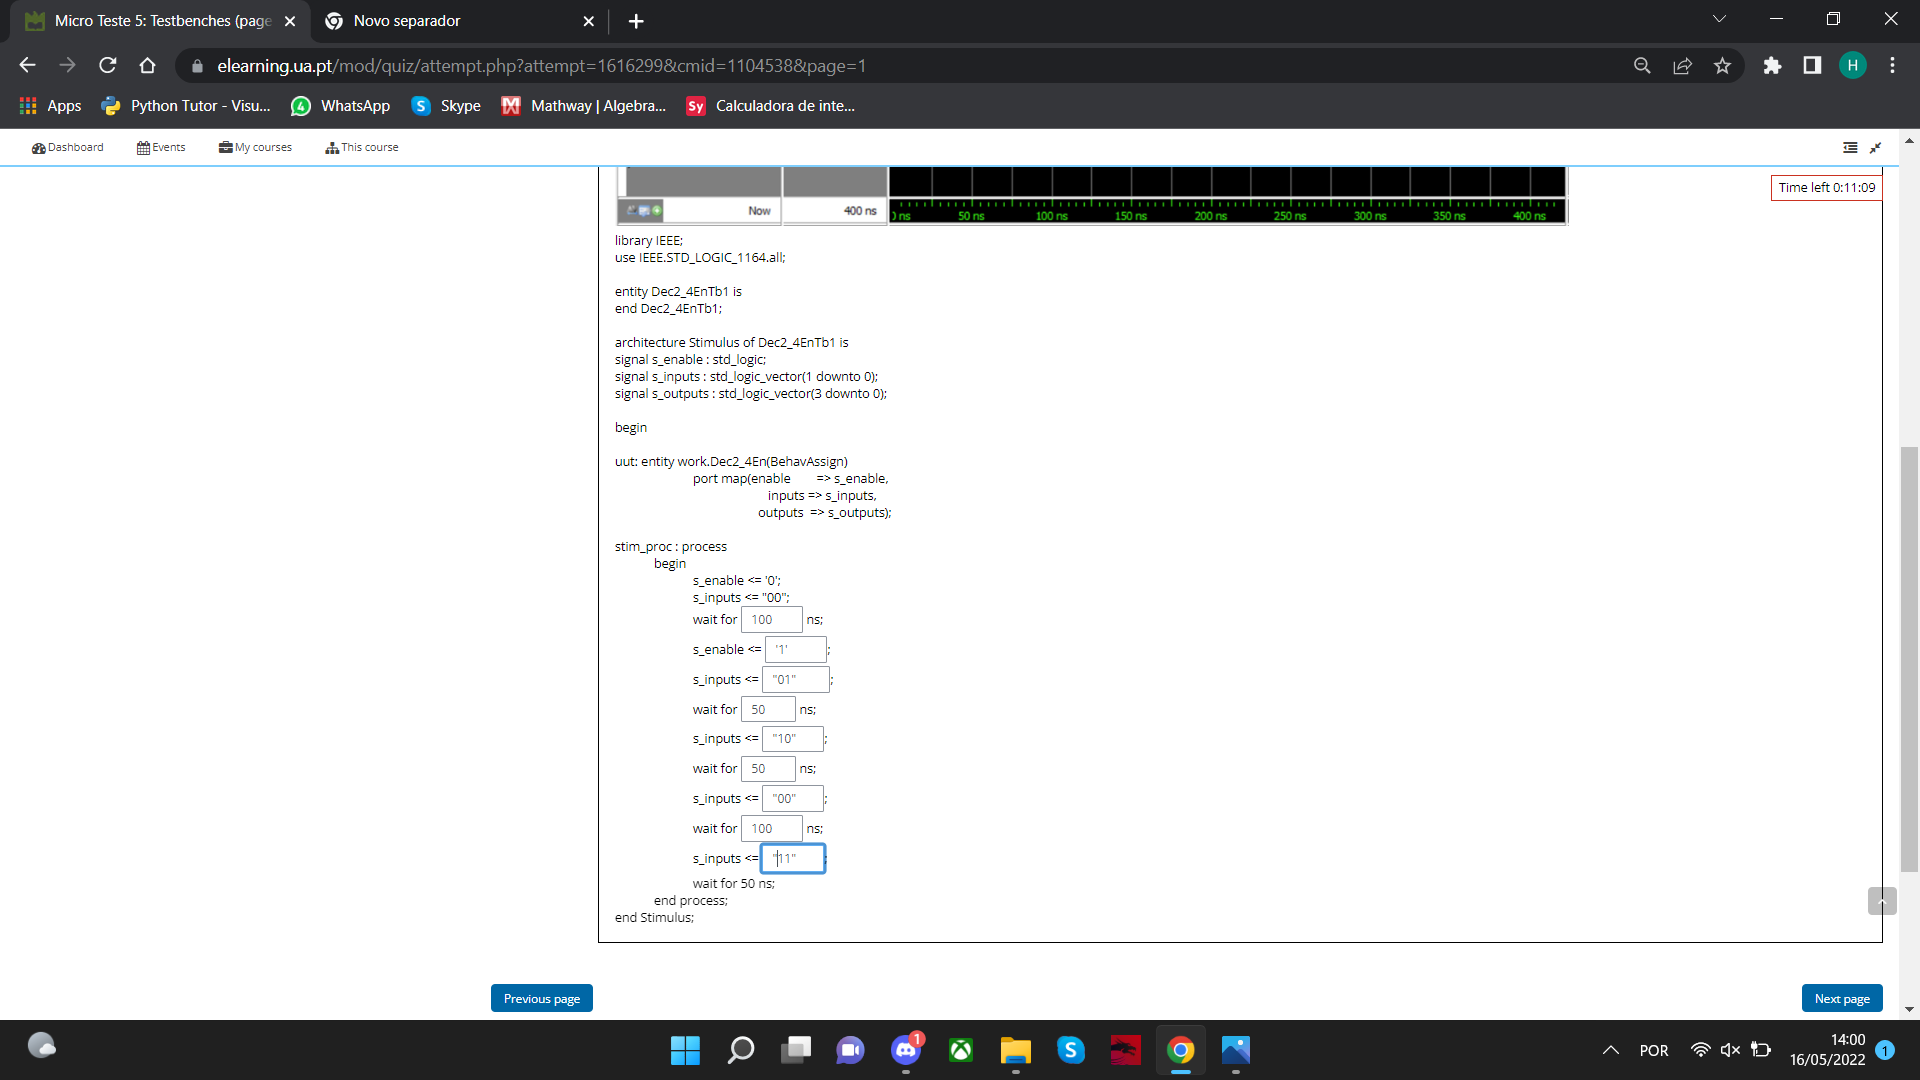 Micro Teste 5: Testbenches (page
Novo separador
elearning.ua.pt/mod/quiz/attempt.php?attempt=1616299&cmid=1104538&page=1
H
Apps
Python Tutor - Visu...
4
WhatsApp
S
Skype
Mathway | Algebra...
Sy
Calculadora de inte...
Dashboard
Events
My courses
This course
Time left 0:11:09
Now
400 ns
0 ns
50 ns
100 ns
150 ns
200 ns
250 ns
300 ns
350 ns
400 ns
library IEEE;
use IEEE.STD_LOGIC_1164.all;
entity Dec2_4EnTb1 is
end Dec2_4EnTb1;
architecture Stimulus of Dec2_4EnTb1 is
signal s_enable : std_logic;
signal s_inputs : std_logic_vector(1 downto 0);
signal s_outputs : std_logic_vector(3 downto 0);
begin
uut: entity work.Dec2_4En(BehavAssign)
port map(enable => s_enable,
inputs => s_inputs,
outputs => s_outputs);
stim_proc : process
begin
s_enable <= '0';
s_inputs <= "00";
wait for 100 ns;
s_enable <= '1' ;
s_inputs <= "01" ;
wait for 50 ns;
s_inputs <= "10" ;
wait for 50 ns;
s_inputs <= "00" ;
wait for 100 ns;
s_inputs <= "11" ;
wait for 50 ns;
end process;
end Stimulus;
Previous page
Next page
1
S
POR
14:00
16/05/2022
1